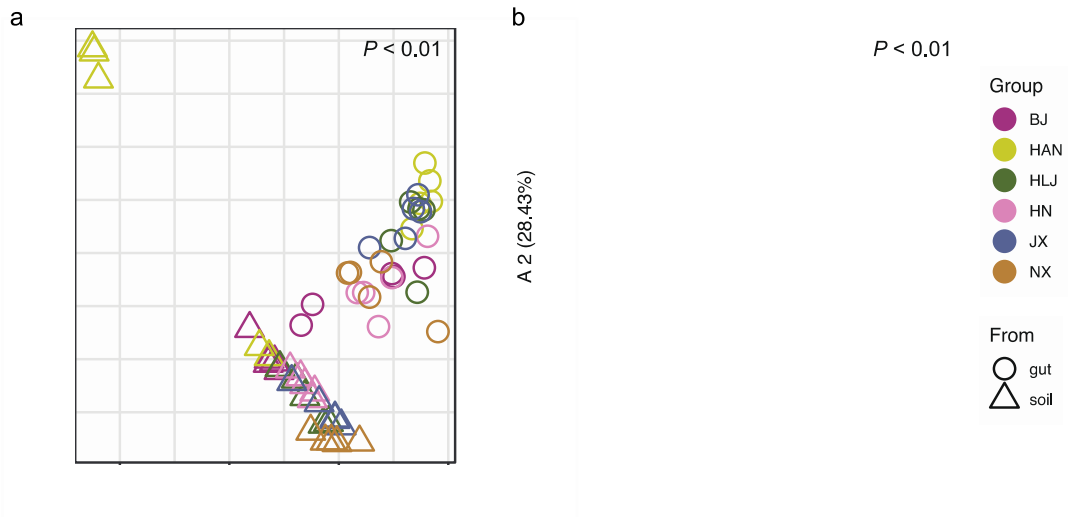 a
P < 0.01
b
A 2 (28.43%)
P < 0.01
Group
BJ
HAN
HLJ
HN
JX
NX
From
gut
soil